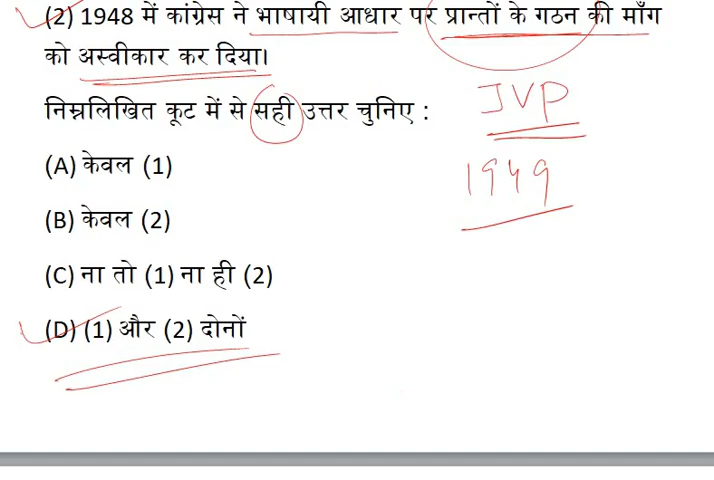 (2) 1948 में कांग्रेस ने भाषायी आधार पर प्रान्तों के गठन की माँग
को अस्वीकार कर दिया।
निम्नलिखित कूट में से सही उत्तर चुनिए :
JVP
(A) केवल (1)
1949
(B) केवल (2)
(C) ना तो (1) ना ही (2)
(D) (1) और (2) दोनों